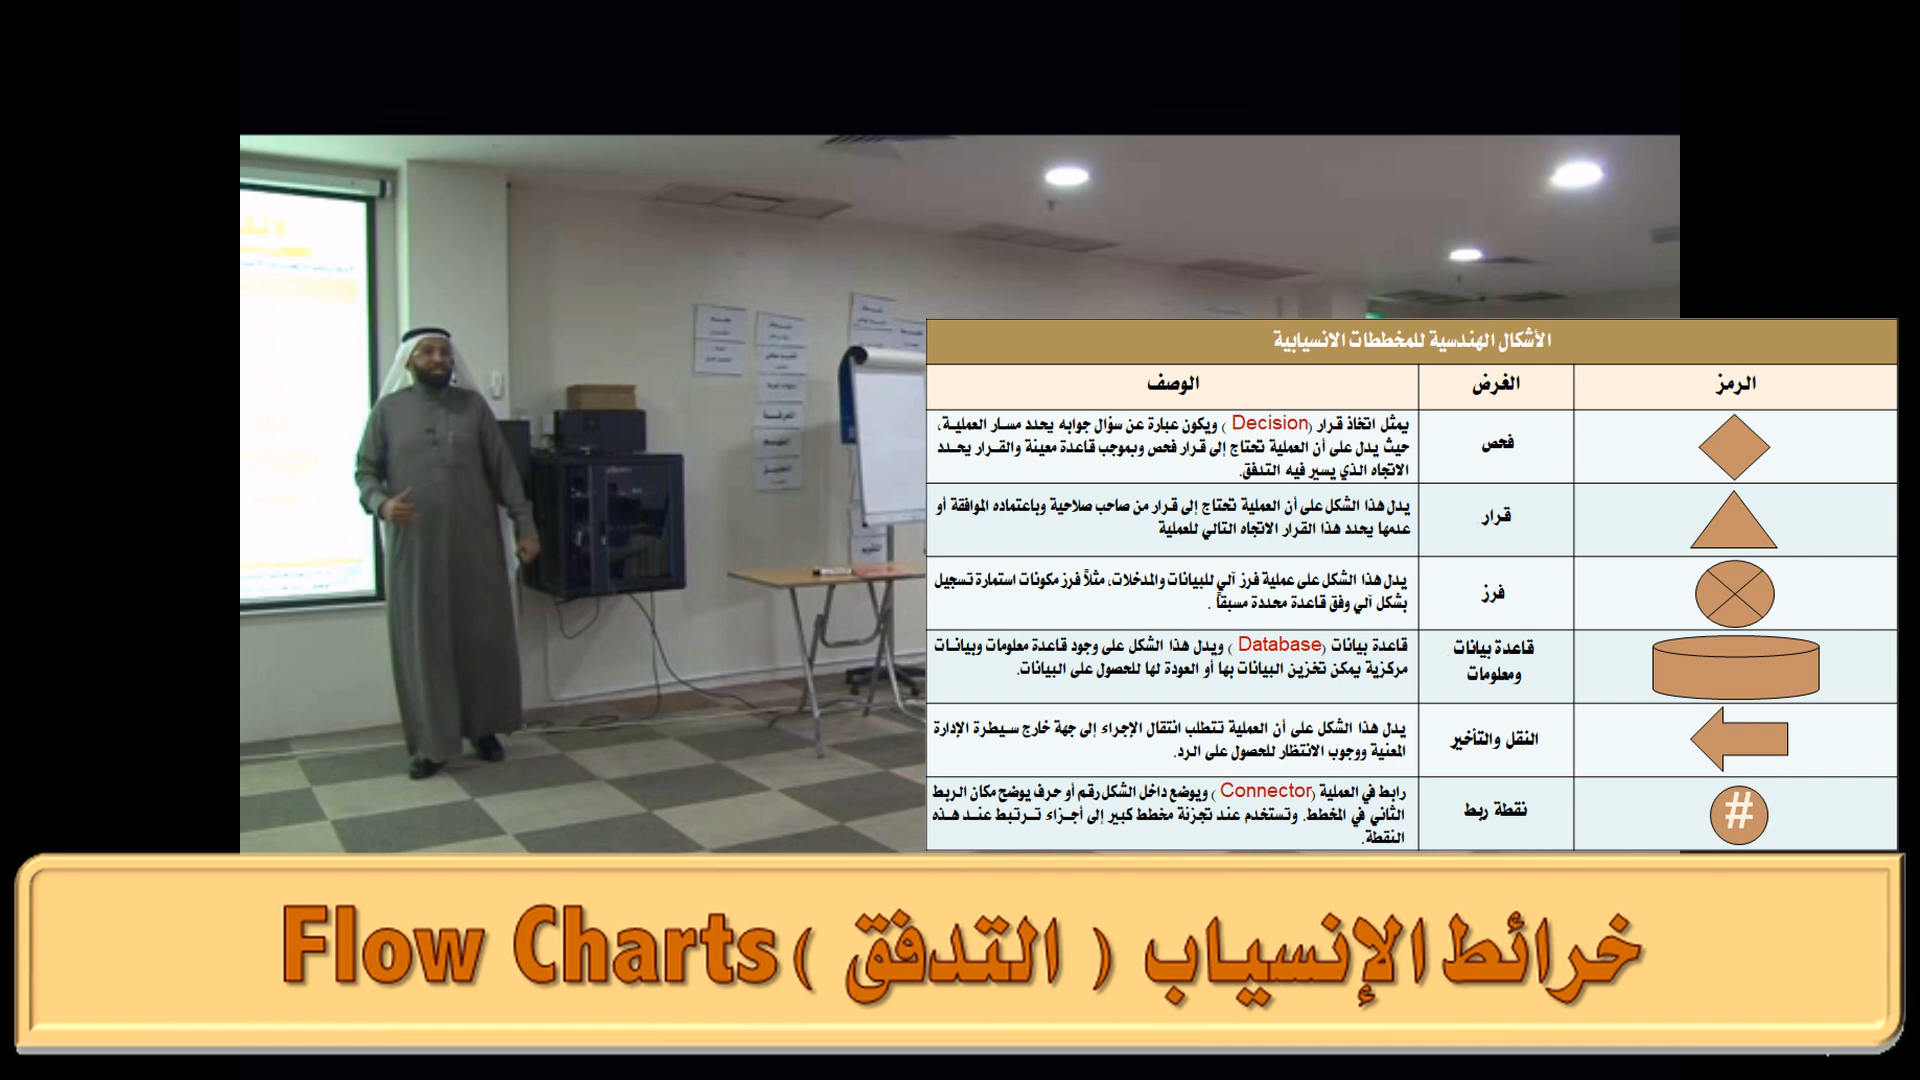 الأشكال الهندسية للمخططات الانسيابية
الرمز الغرض الوصف
فحص
يمثل اتخاذ قرار (Decision) ويكون عبارة عن سؤال جوابه يحدد مسار العملية،
حيث يدل على أن العملية تحتاج إلى قرار فحص وبموجب قاعدة معينة والقرار يحدد
الاتجاه الذي يسير فيه التدفق.
قرار
يدل هذا الشكل على أن العملية تحتاج إلى قرار من صاحب صلاحية وباعتماده الموافقة أو
عدمها يحدد هذا القرار الاتجاه التالي للعملية
فرز
يدل هذا الشكل على عملية فرز آلي للبيانات والمدخلات، مثلاً فرز مكونات استمارة تسجيل
بشكل آلي وفق قاعدة محددة مسبقاً .
قاعدة بيانات
ومعلومات
قاعدة بيانات (Database) ويدل هذا الشكل على وجود قاعدة معلومات وبيانات
مركزية يمكن تخزين البيانات بها أو العودة لها للحصول على البيانات.
النقل والتأخير
يدل هذا الشكل على أن العملية تتطلب انتقال الإجراء إلى جهة خارج سيطرة الإدارة
المعنية ووجوب الانتظار للحصول على الرد.
#
نقطة ربط
رابط في العملية (Connector) ويوضع داخل الشكل رقم أو حرف يوضح مكان الربط
الثاني في المخطط. وتستخدم عند تجزئة مخطط كبير إلى أجزاء ترتبط عند هذه
النقطة.
خرائط الإنسياب ( التدفق ) Flow Charts